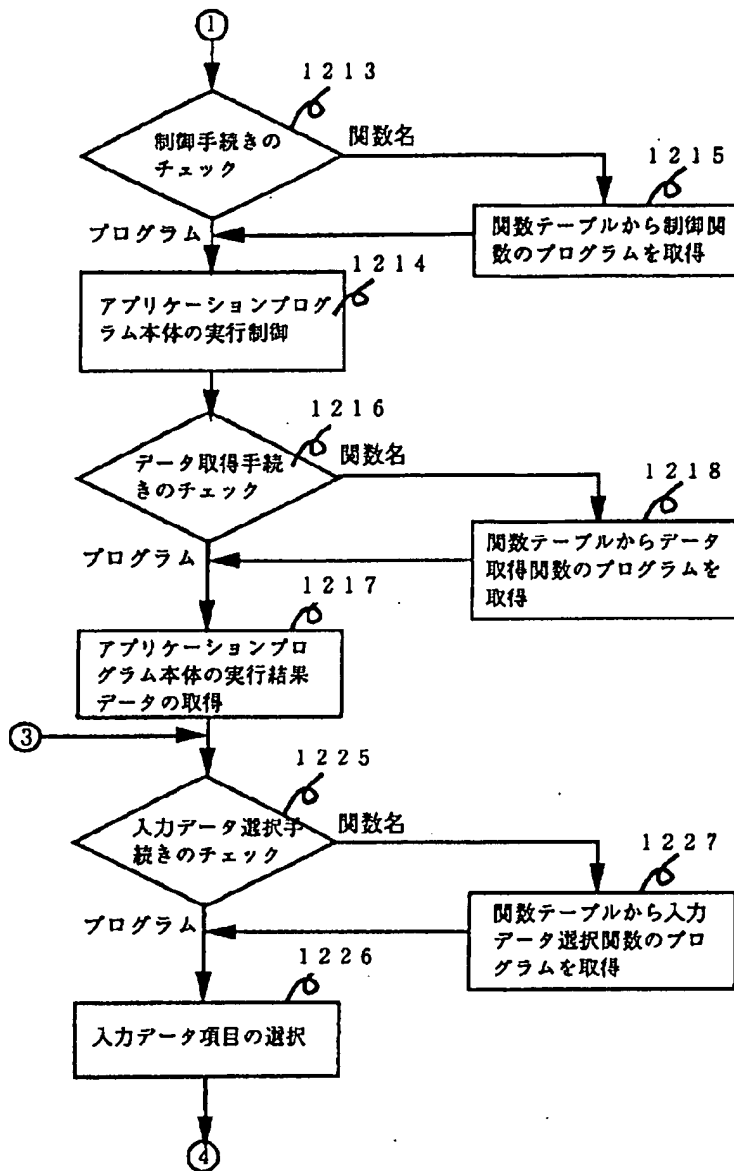 ①
1213
制御手続きの
チェック
関数名
1215
関数テーブルから制御関
数のプログラムを取得
プログラム
1214
アプリケーションプログ
ラム本体の実行制御
1216
データ取得手続
きのチェック
関数名
1218
関数テーブルからデータ
取得関数のプログラムを
取得
プログラム
1217
アプリケーションプロ
グラム本体の実行結果
データの取得
③
1225
入力データ選択手
続きのチェック
関数名
1227
関数テーブルから入力
データ選択関数のプロ
グラムを取得
プログラム
1226
入力データ項目の選択
④